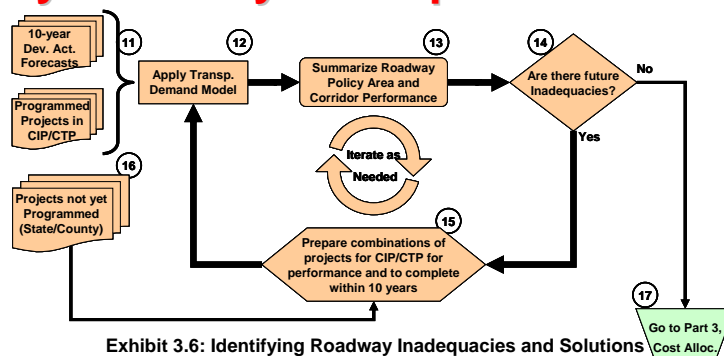 10-year
Dev. Act.
Forecasts
11
Programmed
Projects in
CIP/CTP
12
Apply Transp.
Demand Model
13
Summarize Roadway
Policy Area and
Corridor Performance
14
Are there future
Inadequacies?
No
Yes
Iterate as
Needed
16
Projects not yet
Programmed
(State/County)
15
Prepare combinations of
projects for CIP/CTP for
performance and to complete
within 10 years
17
Go to Part 3,
Cost Alloc.
Exhibit 3.6: Identifying Roadway Inadequacies and Solutions